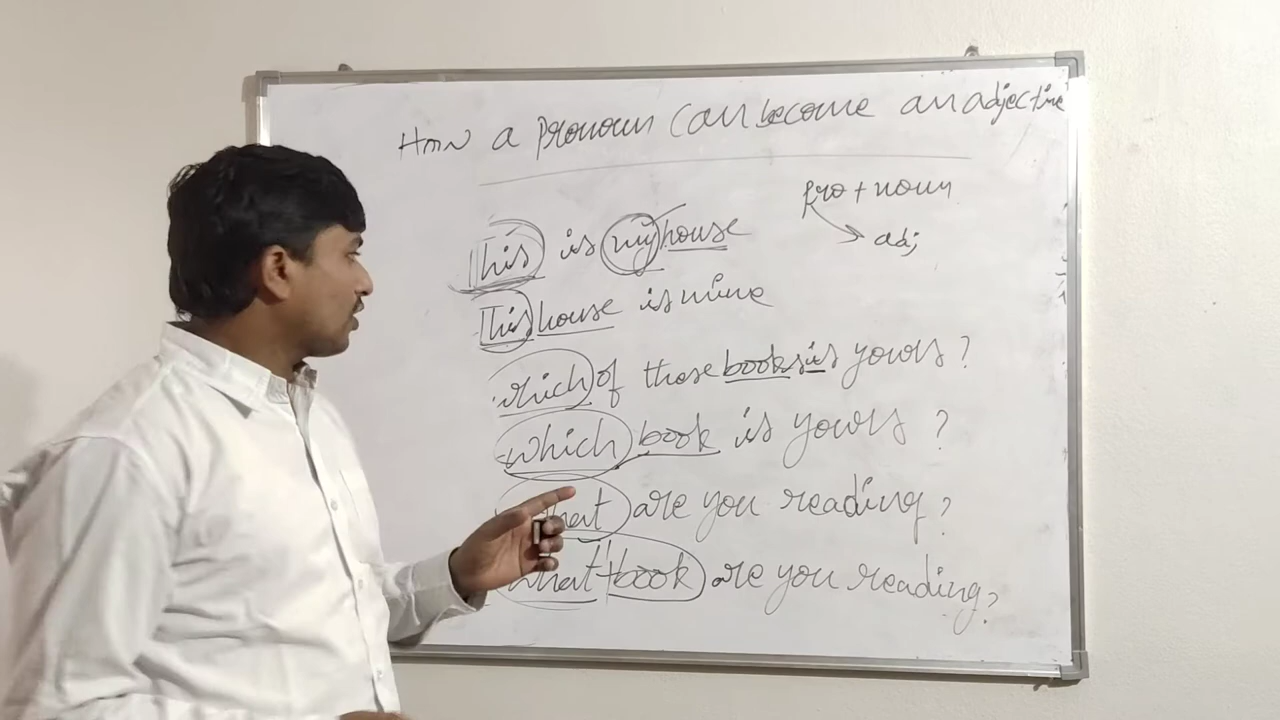 How a pronoun can become an adjective
pro + noun
adj
This is my house
This house is mine
which of those books is yours ?
which book is yours ?
what are you reading ?
what + book are you reading ?